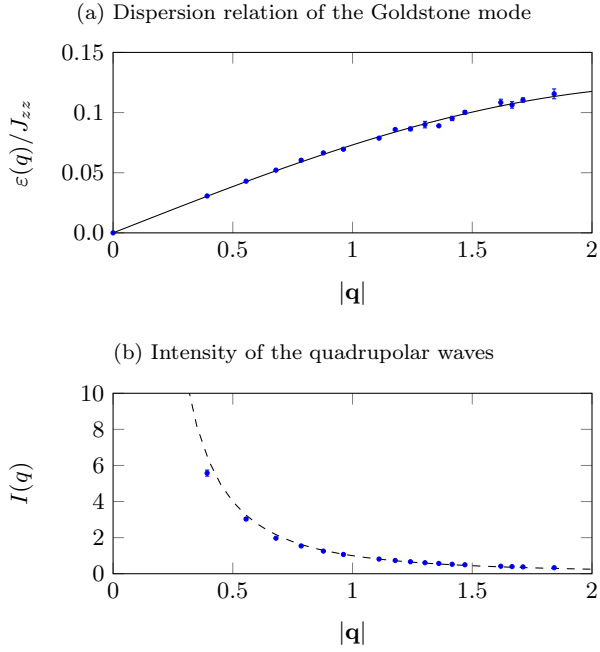 (a) Dispersion relation of the Goldstone mode
0.15
0.1
0.05
0.0
ε(q)/J_zz
0 0.5 1 1.5 2
|q|
(b) Intensity of the quadrupolar waves
10
8
6
4
2
0
I(q)
0 0.5 1 1.5 2
|q|